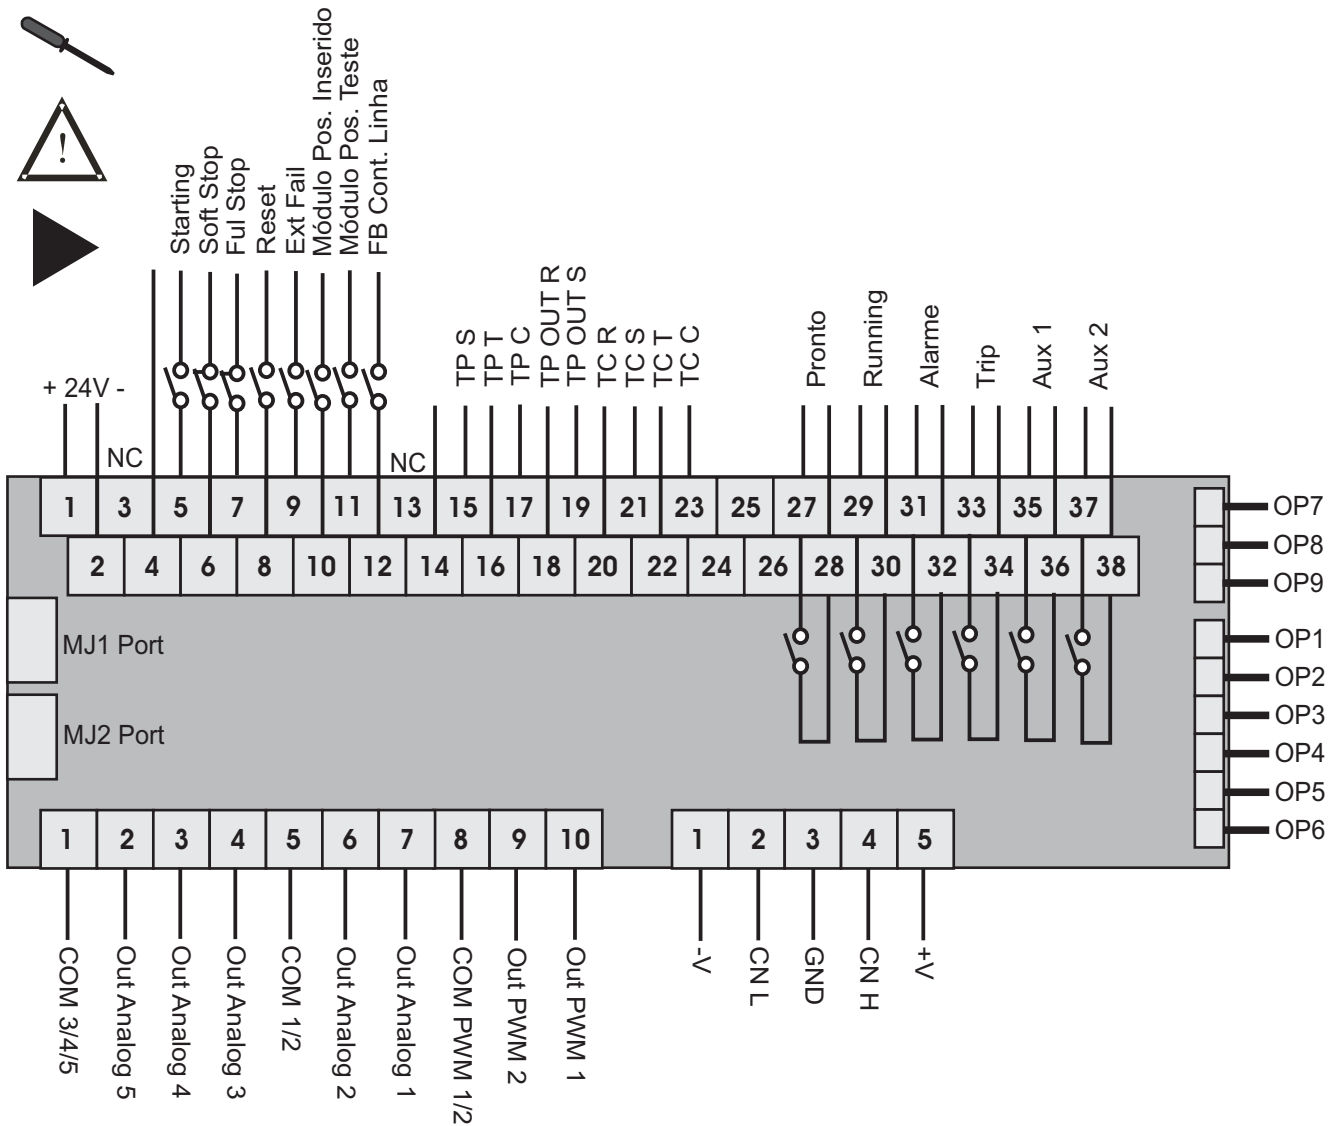 !
Starting
Soft Stop
Ful Stop
Reset
Ext Fail
Módulo Pos. Inserido
Módulo Pos. Teste
FB Cont. Linha
+ 24V -
NC
NC
TP S
TP T
TP C
TP OUT R
TP OUT S
TC R
TC S
TC T
TC C
Pronto
Running
Alarme
Trip
Aux 1
Aux 2
1 3 5 7 9 11 13 15 17 19 21 23 25 27 29 31 33 35 37
2 4 6 8 10 12 14 16 18 20 22 24 26 28 30 32 34 36 38
OP7
OP8
OP9
OP1
OP2
OP3
OP4
OP5
OP6
MJ1 Port
MJ2 Port
1 2 3 4 5 6 7 8 9 10
1 2 3 4 5
COM 3/4/5
Out Analog 5
Out Analog 4
Out Analog 3
COM 1/2
Out Analog 2
Out Analog 1
COM PWM 1/2
Out PWM 2
Out PWM 1
-V
CN L
GND
CN H
+V